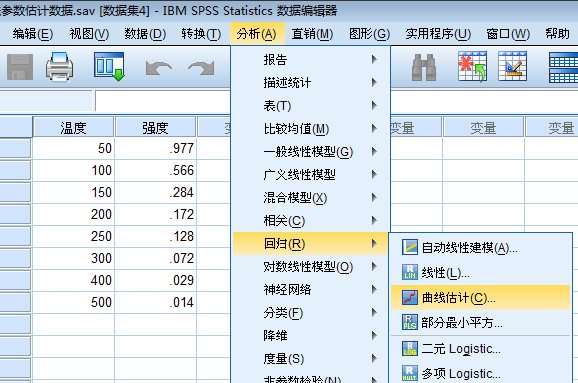 参数估计数据.sav [数据集4] - IBM SPSS Statistics 数据编辑器
编辑(E) 视图(V) 数据(D) 转换(T) 分析(A) 直销(M) 图形(G) 实用程序(U) 窗口(W) 帮助
温度 强度 变量 变量 变量
50 .977
100 .566
150 .284
200 .172
250 .128
300 .072
400 .029
500 .014
报告
描述统计
表(T)
比较均值(M)
一般线性模型(G)
广义线性模型
混合模型(X)
相关(C)
回归(R)
对数线性模型(O)
神经网络
分类(F)
降维
度量(S)
非参数检验(N)
自动线性建模(A)...
线性(L)...
曲线估计(C)...
部分最小平方...
二元 Logistic...
多项 Logistic...